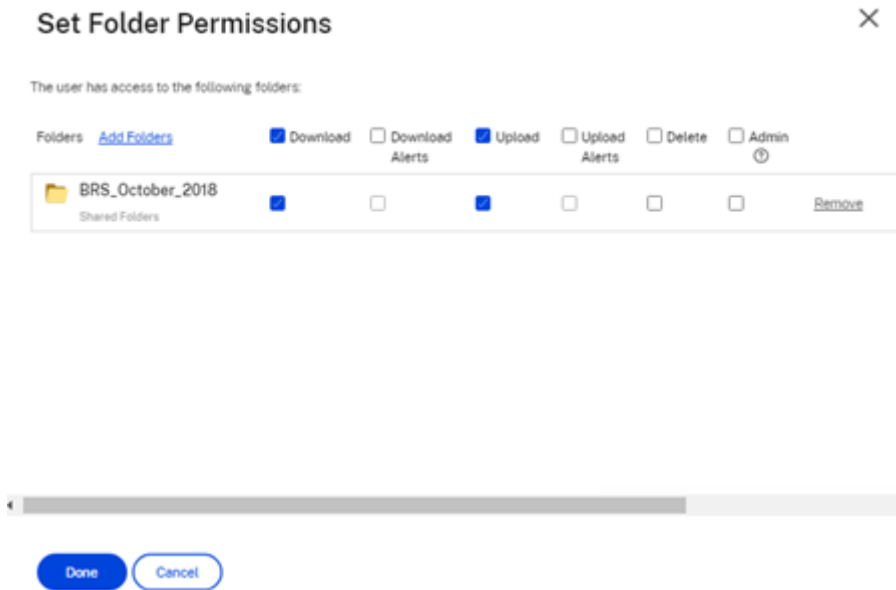 Set Folder Permissions
The user has access to the following folders:
Folders Add Folders Download Download Alerts Upload Upload Alerts Delete Admin
BRS_October_2018
Shared Folders
Remove
Done Cancel